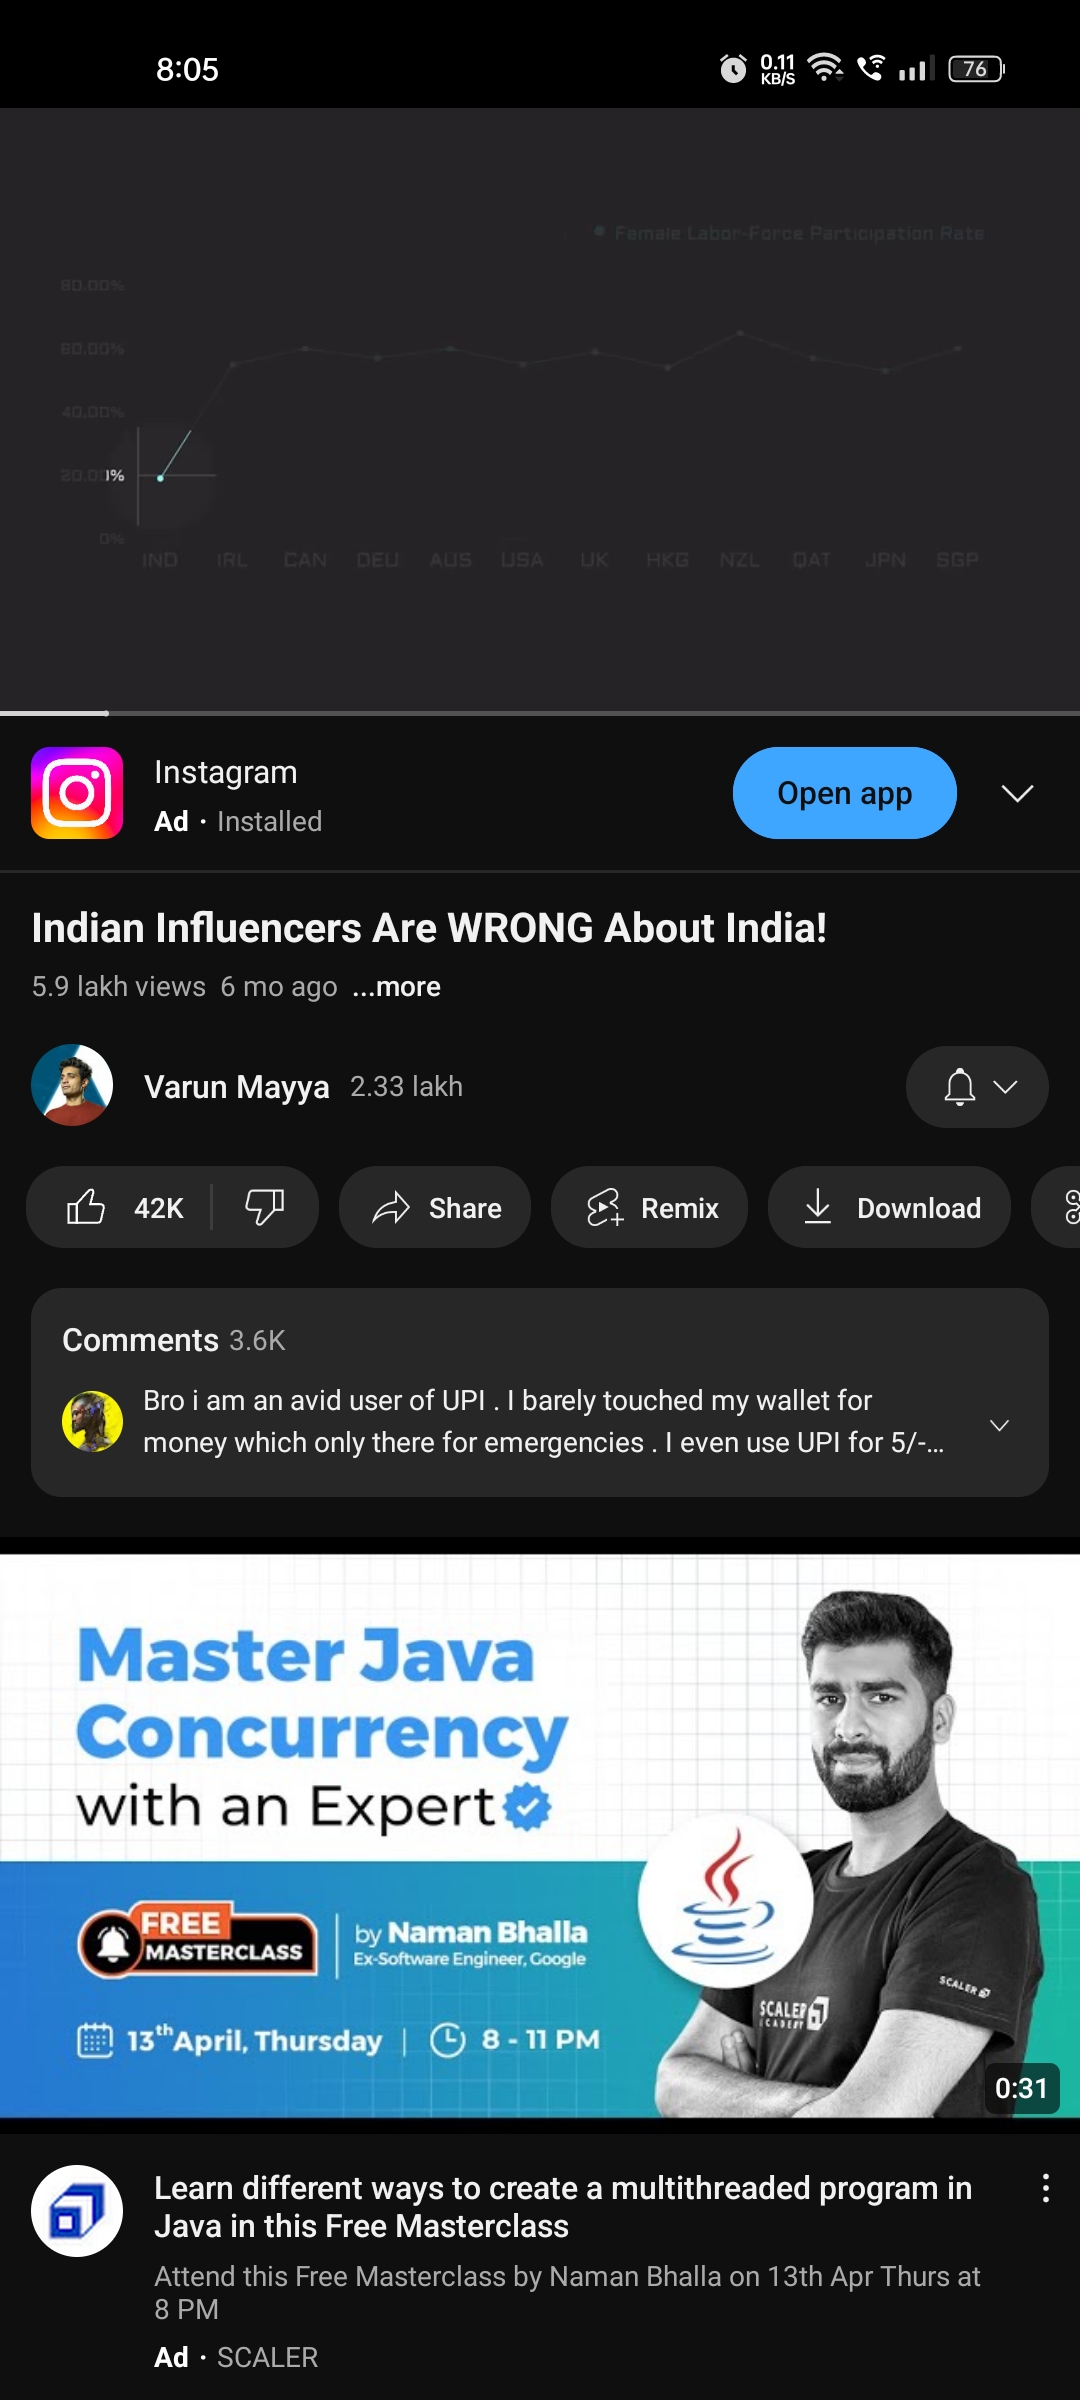 8:05
0.11
KB/S
76
Female Labor-Force Participation Rate
80.00%
60.00%
40.00%
20.00%
0%
IND IRL CAN DEU AUS USA UK HKG NZL QAT JPN SGP
Instagram
Ad · Installed
Open app
Indian Influencers Are WRONG About India!
5.9 lakh views 6 mo ago ...more
Varun Mayya 2.33 lakh
42K
Share
Remix
Download
Comments 3.6K
Bro i am an avid user of UPI . I barely touched my wallet for
money which only there for emergencies . I even use UPI for 5/-...
Master Java
Concurrency
with an Expert
FREE
MASTERCLASS
by Naman Bhalla
Ex-Software Engineer, Google
13th April, Thursday | 8 - 11 PM
SCALER
ACADEMY
SCALER
0:31
Learn different ways to create a multithreaded program in
Java in this Free Masterclass
Attend this Free Masterclass by Naman Bhalla on 13th Apr Thurs at
8 PM
Ad · SCALER